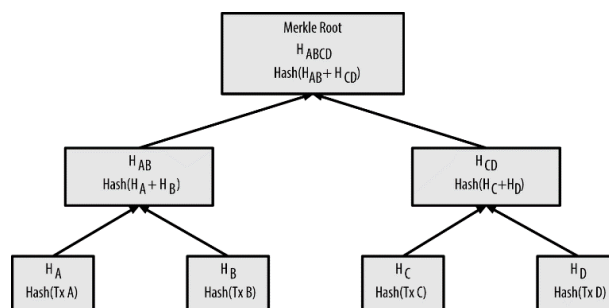 Merkle Root
H ABCD
Hash(H AB + H CD)
H AB
Hash(H A + H B)
H CD
Hash(H C+H D)
H A
Hash(Tx A)
H B
Hash(Tx B)
H C
Hash(Tx C)
H D
Hash(Tx D)